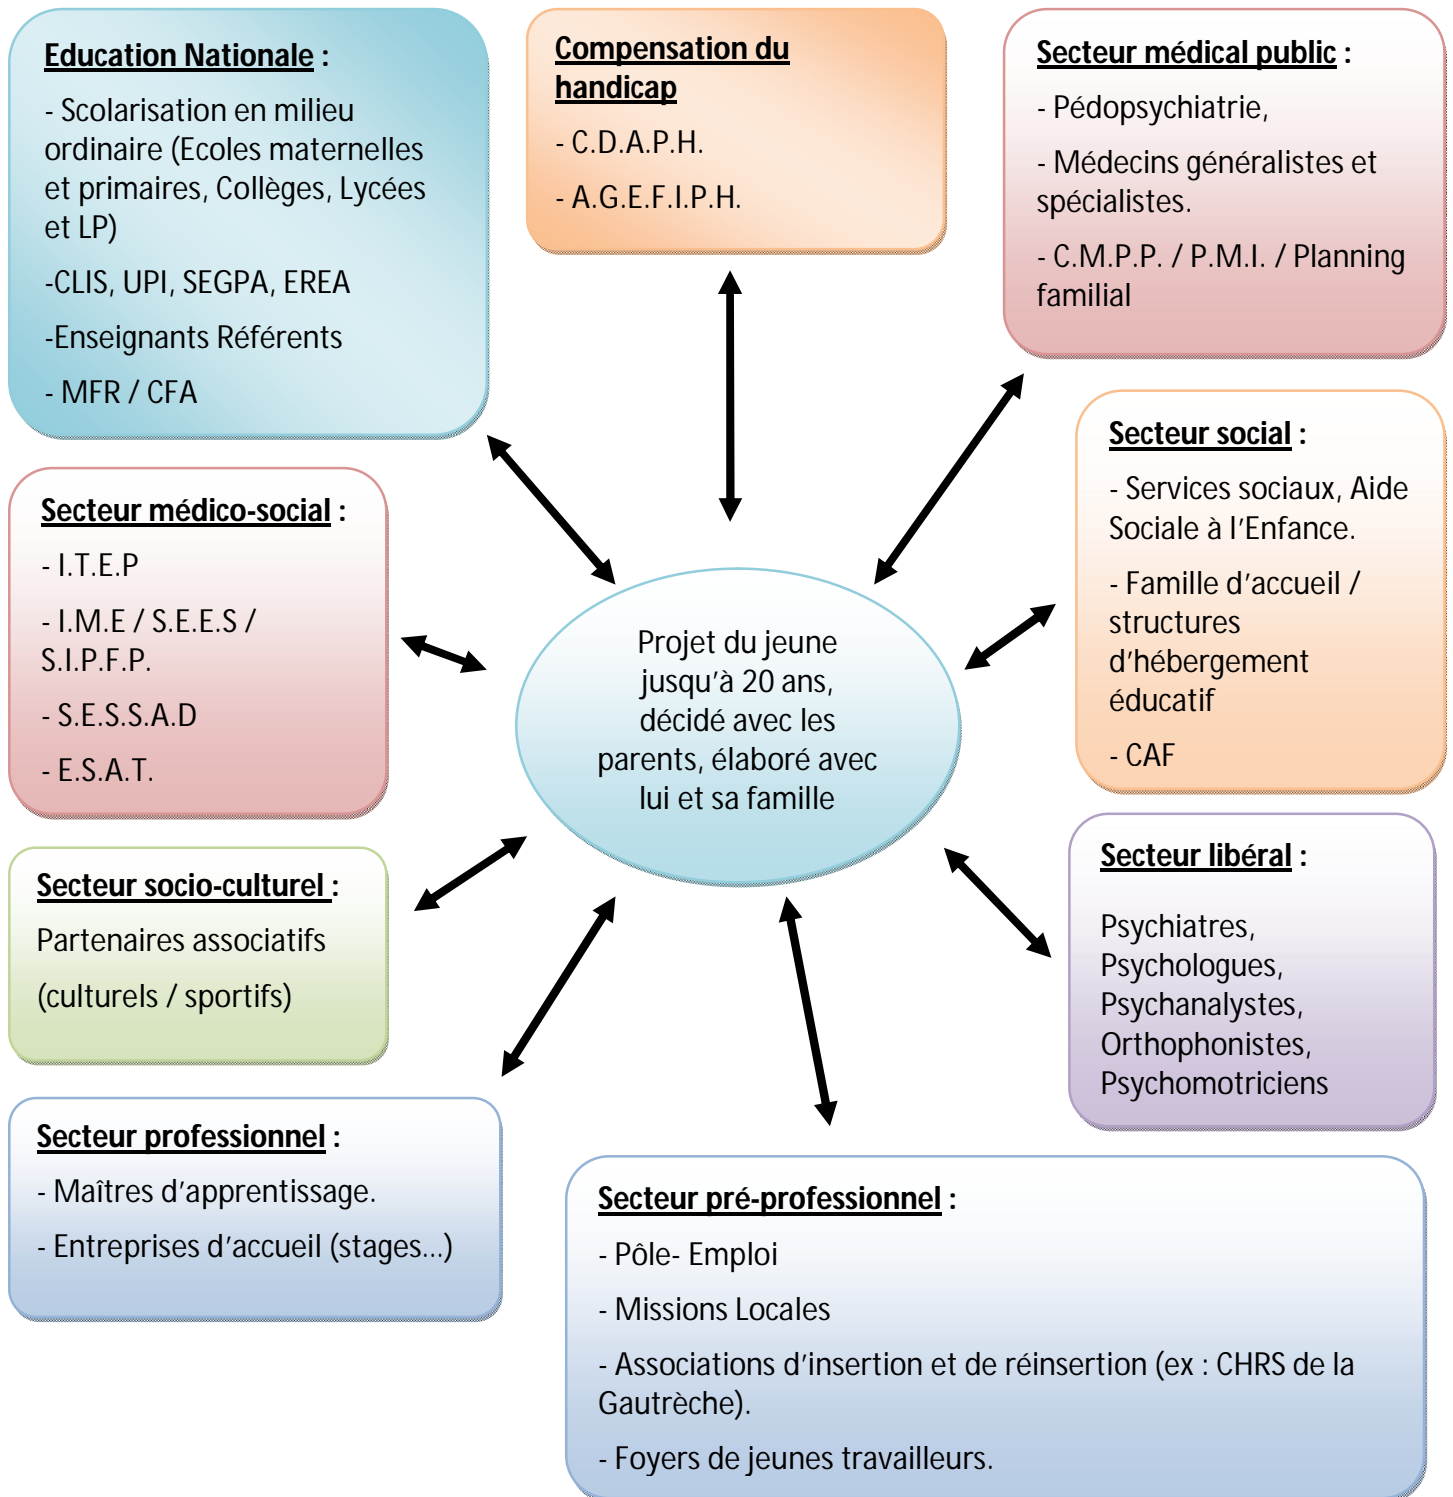 Education Nationale :
- Scolarisation en milieu
ordinaire (Ecoles maternelles
et primaires, Collèges, Lycées
et LP)
-CLIS, UPI, SEGPA, EREA
-Enseignants Référents
- MFR / CFA
Compensation du
handicap
- C.D.A.P.H.
- A.G.E.F.I.P.H.
Secteur médical public :
- Pédopsychiatrie,
- Médecins généralistes et
spécialistes.
- C.M.P.P. / P.M.I. / Planning
familial
Secteur médico-social :
- I.T.E.P
- I.M.E / S.E.E.S /
S.I.P.F.P.
- S.E.S.S.A.D
- E.S.A.T.
Projet du jeune
jusqu'à 20 ans,
décidé avec les
parents, élaboré avec
lui et sa famille
Secteur social :
- Services sociaux, Aide
Sociale à l'Enfance.
- Famille d'accueil /
structures
d'hébergement
éducatif
- CAF
Secteur socio-culturel :
Partenaires associatifs
(culturels / sportifs)
Secteur libéral :
Psychiatres,
Psychologues,
Psychanalystes,
Orthophonistes,
Psychomotriciens
Secteur professionnel :
- Maîtres d'apprentissage.
- Entreprises d'accueil (stages...)
Secteur pré-professionnel :
- Pôle- Emploi
- Missions Locales
- Associations d'insertion et de réinsertion (ex : CHRS de la
Gautrèche).
- Foyers de jeunes travailleurs.